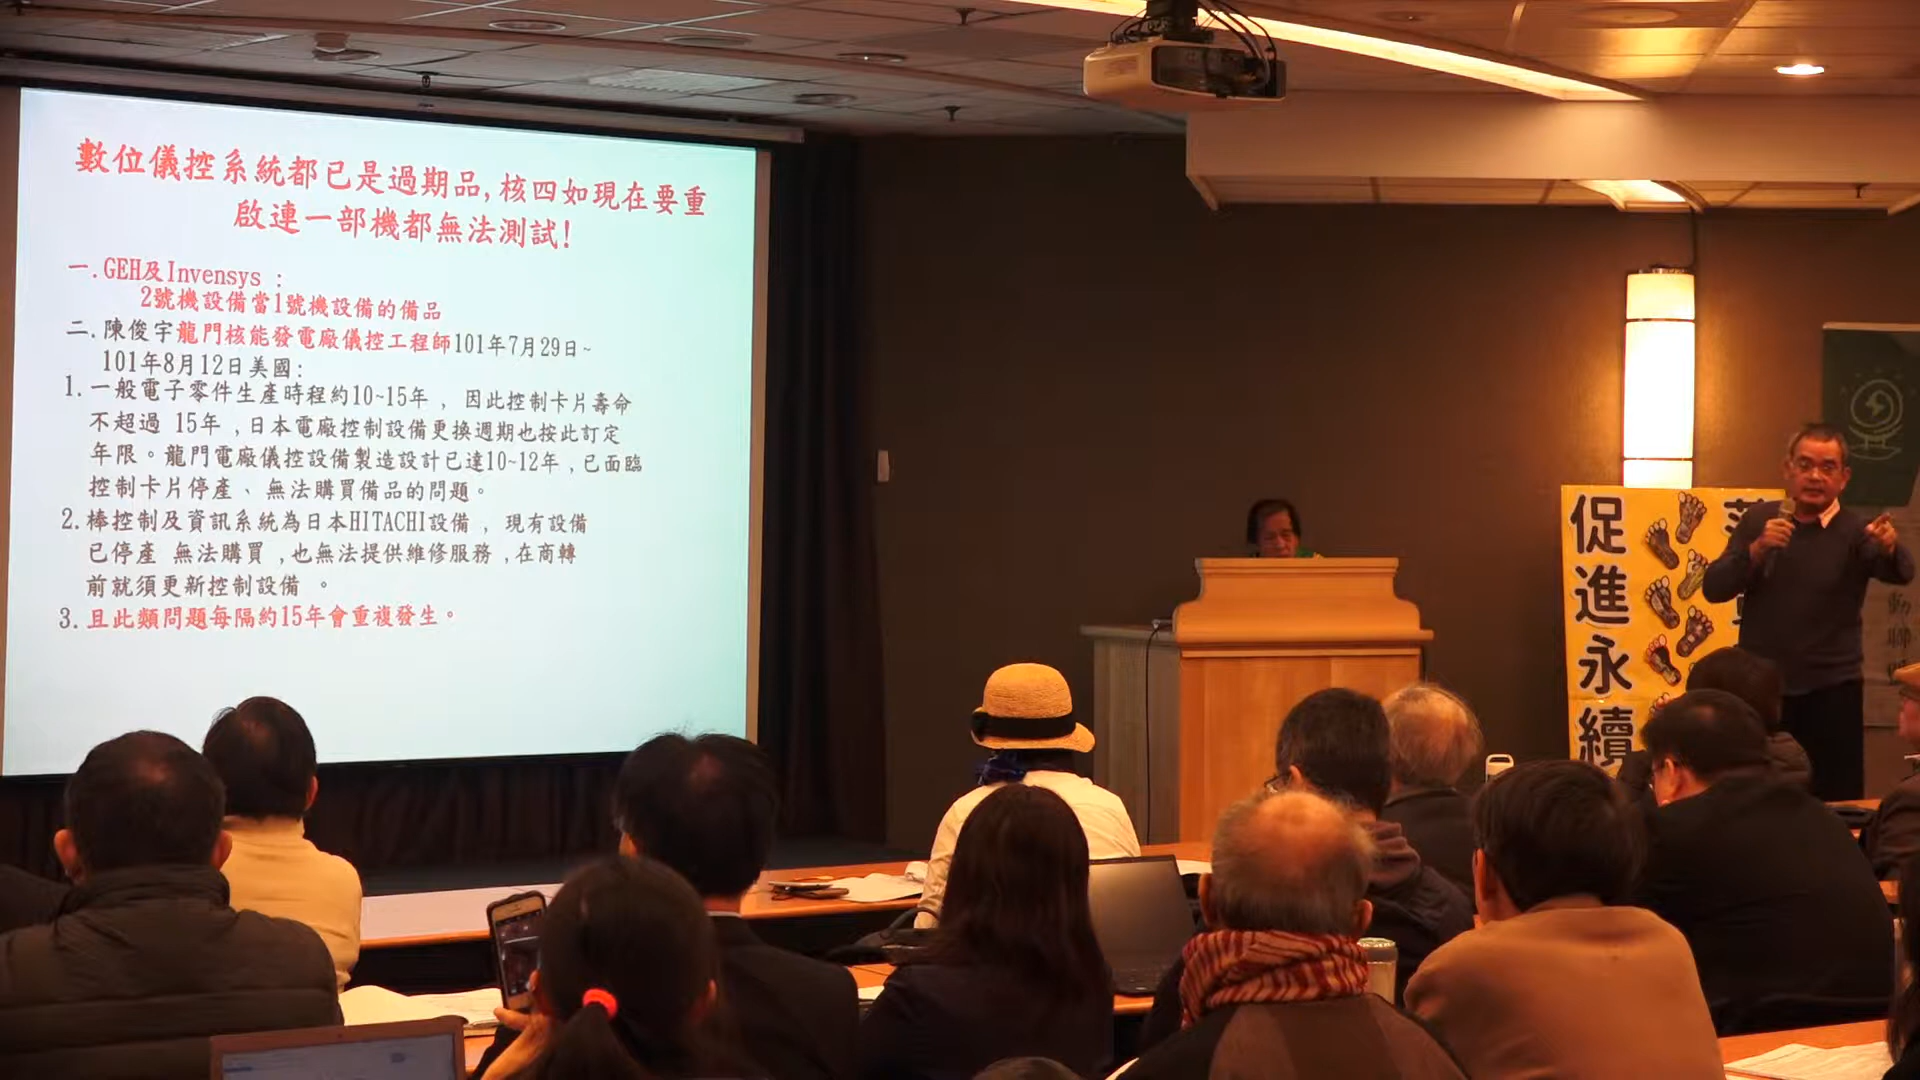 數位儀控系統都已是過期品,核四如現在要重
啟連一部機都無法測試!
一.GEH及Invensys :
2號機設備當1號機設備的備品
二.陳俊宇龍門核能發電廠儀控工程師101年7月29日~
101年8月12日美國:
1.一般電子零件生產時程約10~15年 , 因此控制卡片壽命
不超過 15年 ,日本電廠控制設備更換週期也按此訂定
年限。龍門電廠儀控設備製造設計已達10~12年 ,已面臨
控制卡片停產、無法購買備品的問題。
2.棒控制及資訊系統為日本HITACHI設備 , 現有設備
已停產 無法購買 ,也無法提供維修服務 ,在商轉
前就須更新控制設備 。
3.且此類問題每隔約15年會重複發生。
促進永續
動聯